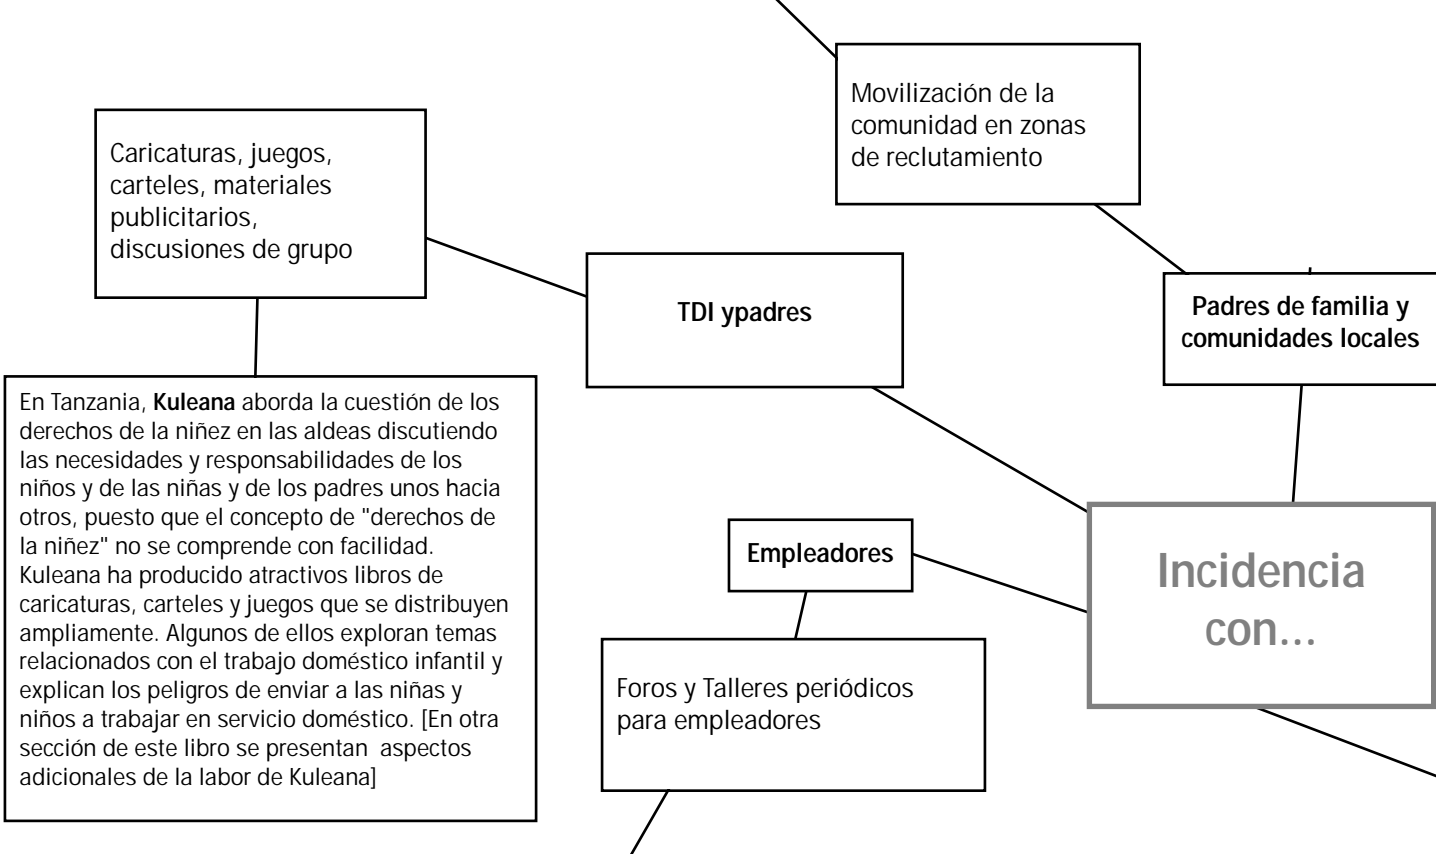 Movilización de la
comunidad en zonas
de reclutamiento
Caricaturas, juegos,
carteles, materiales
publicitarios,
discusiones de grupo
TDI ypadres
Padres de familia y
comunidades locales
En Tanzania, Kuleana aborda la cuestión de los
derechos de la niñez en las aldeas discutiendo
las necesidades y responsabilidades de los
niños y de las niñas y de los padres unos hacia
otros, puesto que el concepto de "derechos de
la niñez" no se comprende con facilidad.
Kuleana ha producido atractivos libros de
caricaturas, carteles y juegos que se distribuyen
ampliamente. Algunos de ellos exploran temas
relacionados con el trabajo doméstico infantil y
explican los peligros de enviar a las niñas y
niños a trabajar en servicio doméstico. [En otra
sección de este libro se presentan  aspectos
adicionales de la labor de Kuleana]
Empleadores
Foros y Talleres periódicos
para empleadores
Incidencia
con...